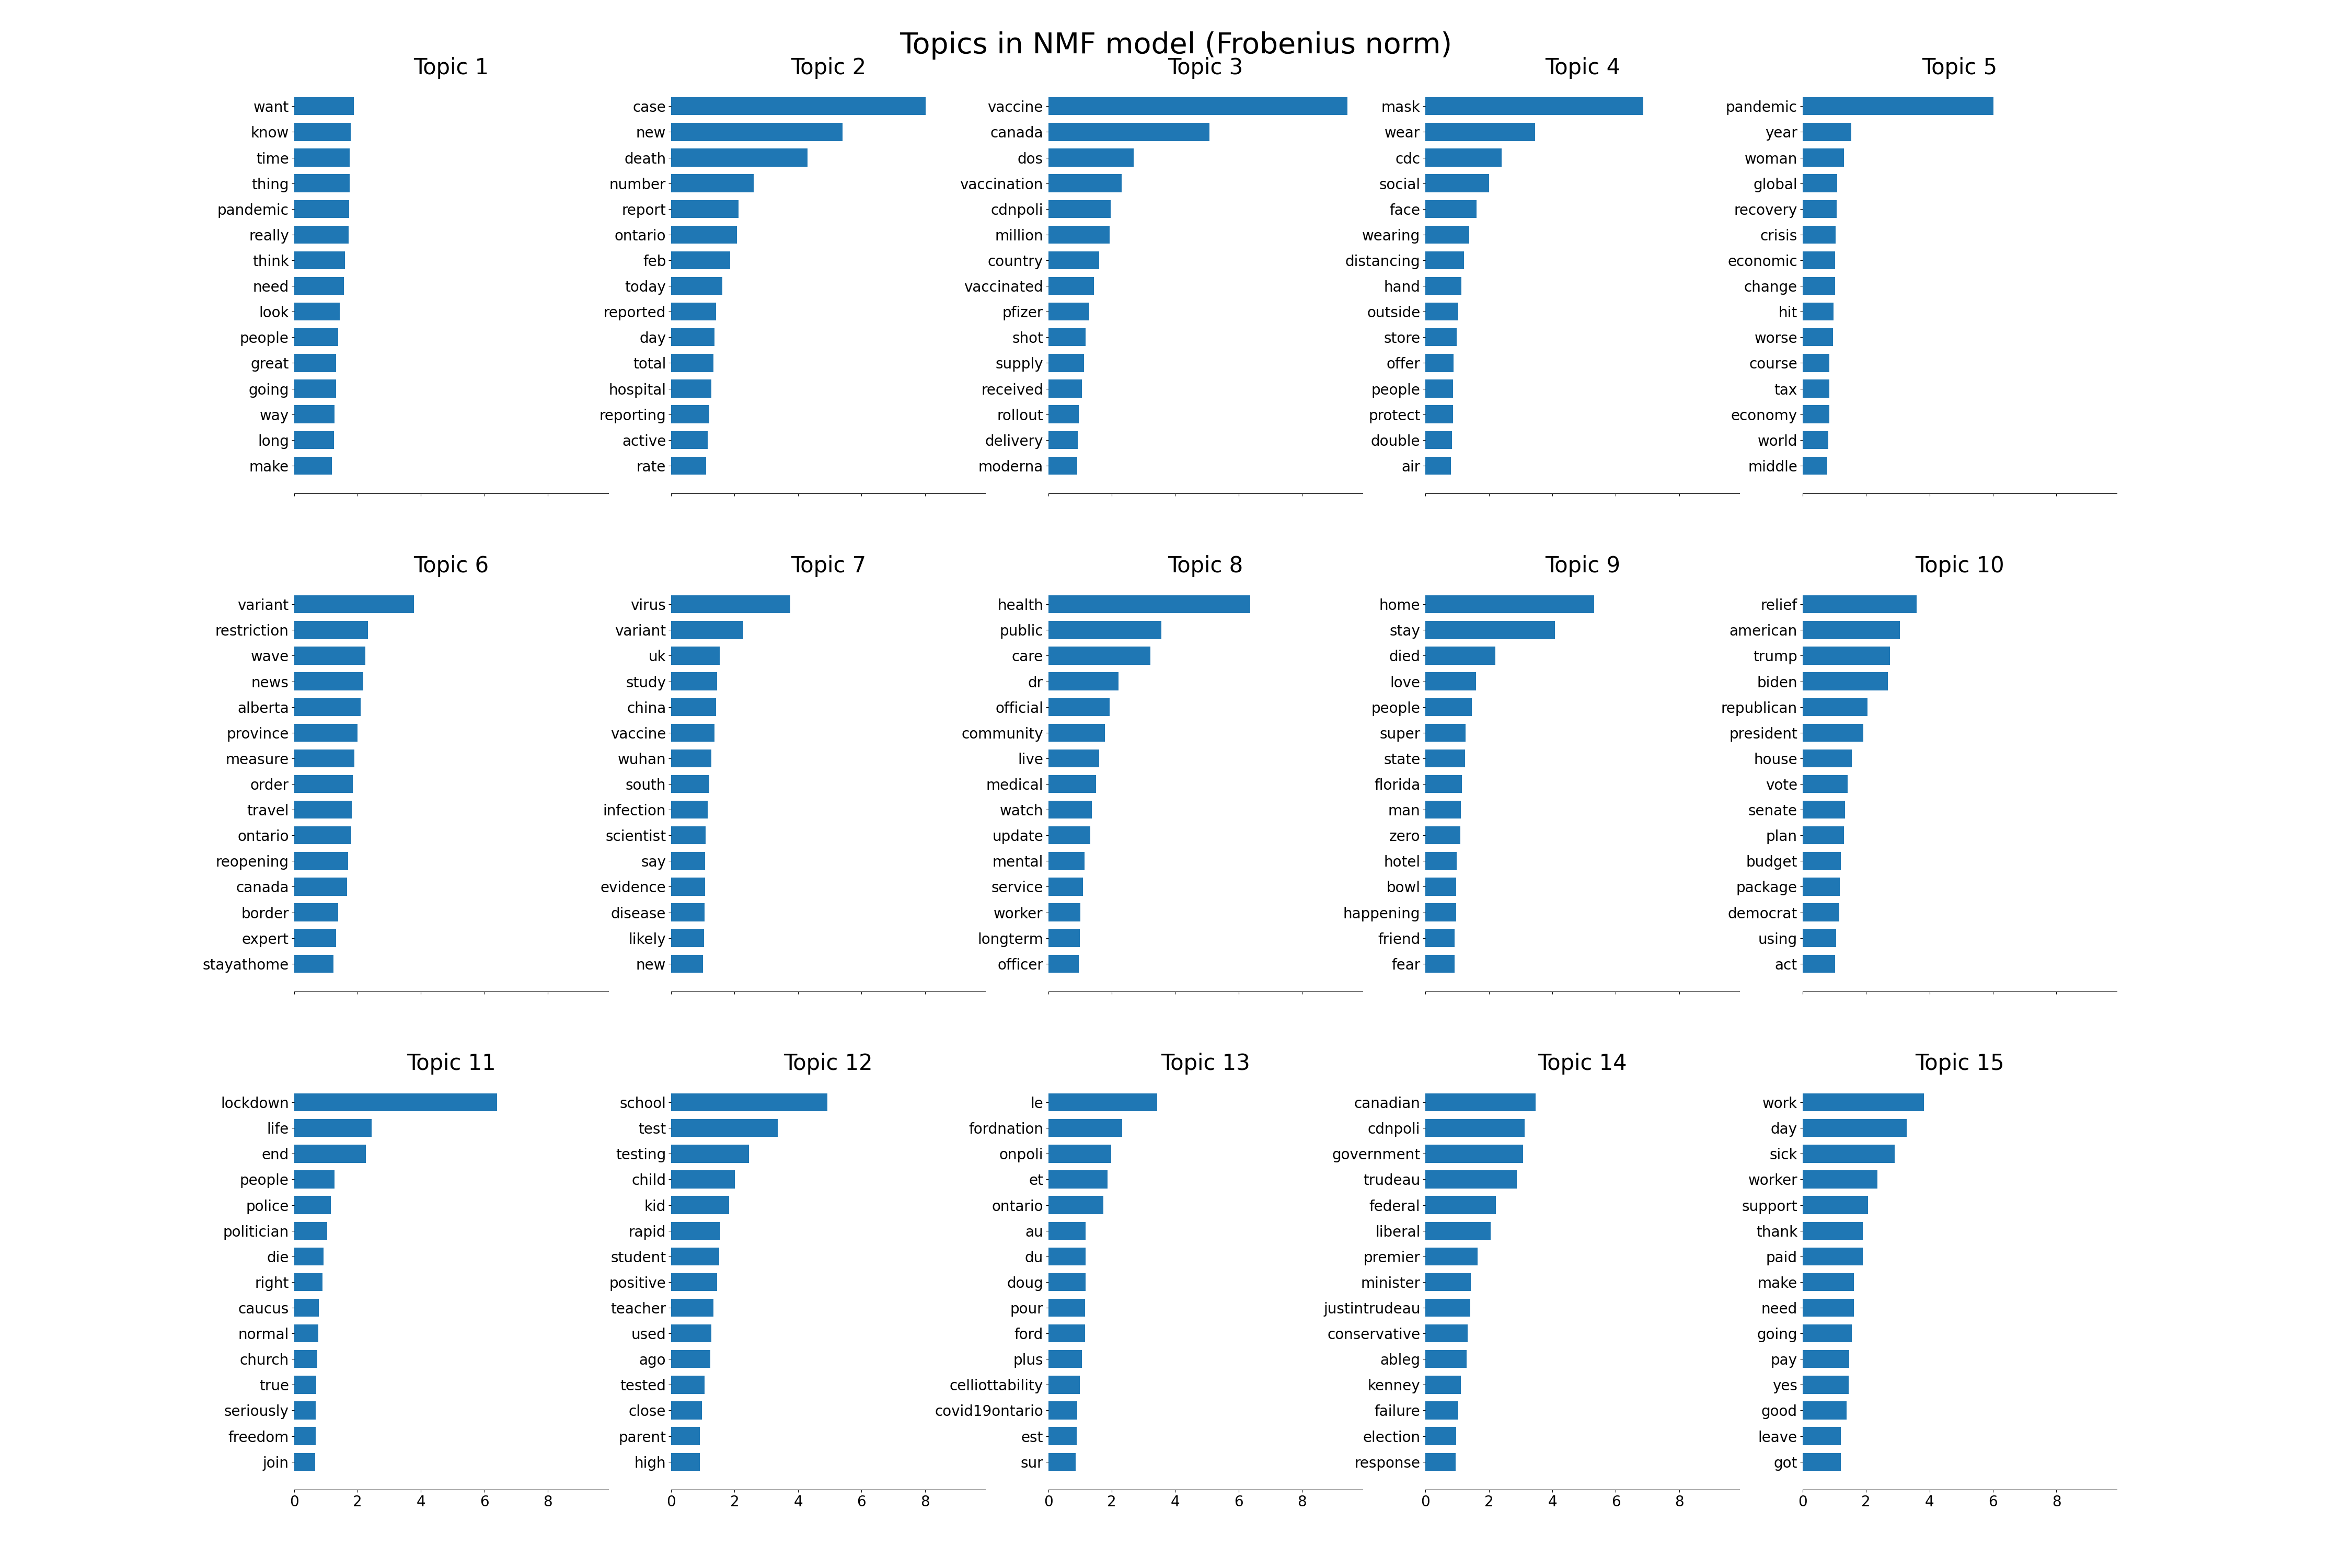 Topics in NMF model (Frobenius norm)
Topic 1
want
know
time
thing
pandemic
really
think
need
look
people
great
going
way
long
make
Topic 2
case
new
death
number
report
ontario
feb
today
reported
day
total
hospital
reporting
active
rate
Topic 3
vaccine
canada
dos
vaccination
cdnpoli
million
country
vaccinated
pfizer
shot
supply
received
rollout
delivery
moderna
Topic 4
mask
wear
cdc
social
face
wearing
distancing
hand
outside
store
offer
people
protect
double
air
Topic 5
pandemic
year
woman
global
recovery
crisis
economic
change
hit
worse
course
tax
economy
world
middle
Topic 6
variant
restriction
wave
news
alberta
province
measure
order
travel
ontario
reopening
canada
border
expert
stayathome
Topic 7
virus
variant
uk
study
china
vaccine
wuhan
south
infection
scientist
say
evidence
disease
likely
new
Topic 8
health
public
care
dr
official
community
live
medical
watch
update
mental
service
worker
longterm
officer
Topic 9
home
stay
died
love
people
super
state
florida
man
zero
hotel
bowl
happening
friend
fear
Topic 10
relief
american
trump
biden
republican
president
house
vote
senate
plan
budget
package
democrat
using
act
Topic 11
lockdown
life
end
people
police
politician
die
right
caucus
normal
church
true
seriously
freedom
join
0 2 4 6 8
Topic 12
school
test
testing
child
kid
rapid
student
positive
teacher
used
ago
tested
close
parent
high
0 2 4 6 8
Topic 13
le
fordnation
onpoli
et
ontario
au
du
doug
pour
ford
plus
celliottability
covid19ontario
est
sur
0 2 4 6 8
Topic 14
canadian
cdnpoli
government
trudeau
federal
liberal
premier
minister
justintrudeau
conservative
ableg
kenney
failure
election
response
0 2 4 6 8
Topic 15
work
day
sick
worker
support
thank
paid
make
need
going
pay
yes
good
leave
got
0 2 4 6 8